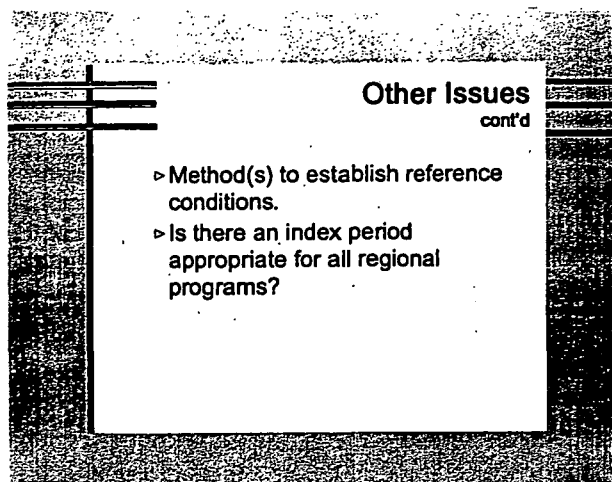 Other Issues
cont'd
▹Method(s) to establish reference
conditions.
▹Is there an index period
appropriate for all regional
programs?